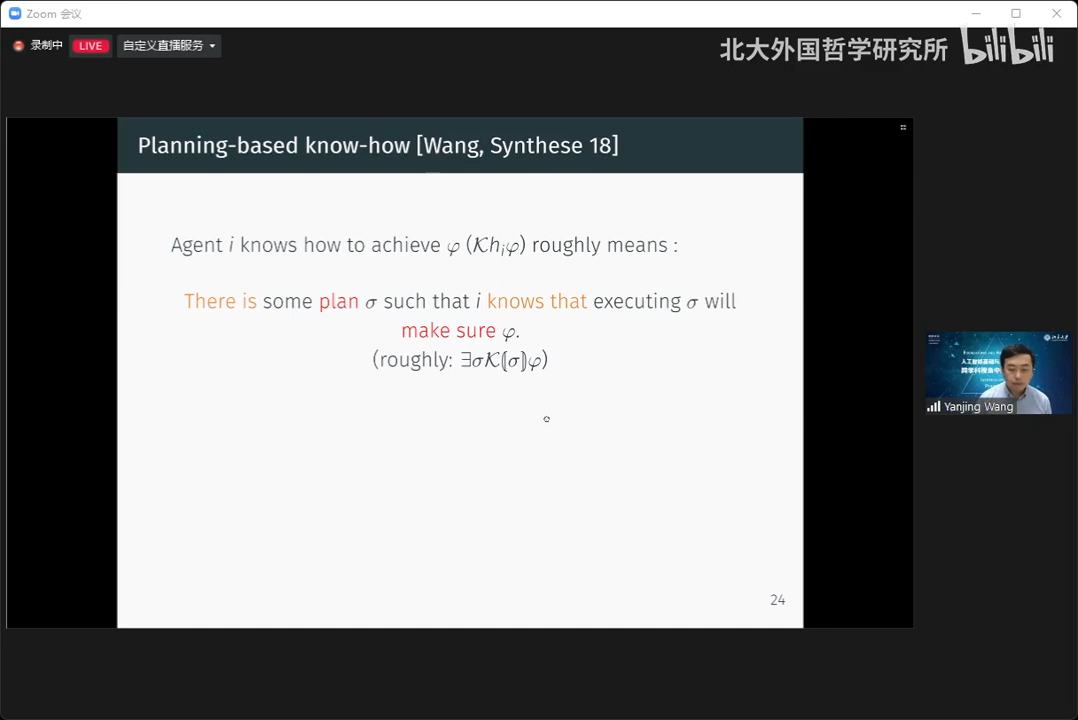 Zoom 会议
录制中 LIVE 自定义直播服务
北大外国哲学研究所 bilibili
Planning-based know-how [Wang, Synthese 18]
Agent i knows how to achieve φ (𝒦hᵢφ) roughly means :
There is some plan σ such that i knows that executing σ will
make sure φ.
(roughly: ∃σ𝒦⟬σ⟭φ)
Yanjing Wang
24